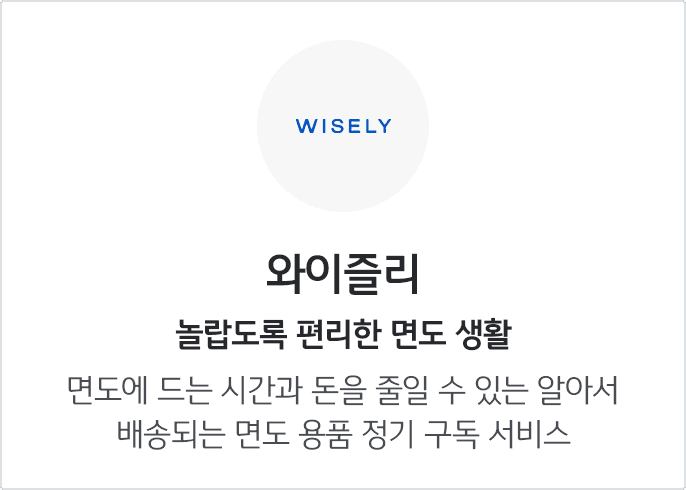 WISELY
와이즐리
놀랍도록 편리한 면도 생활
면도에 드는 시간과 돈을 줄일 수 있는 알아서
배송되는 면도 용품 정기 구독 서비스